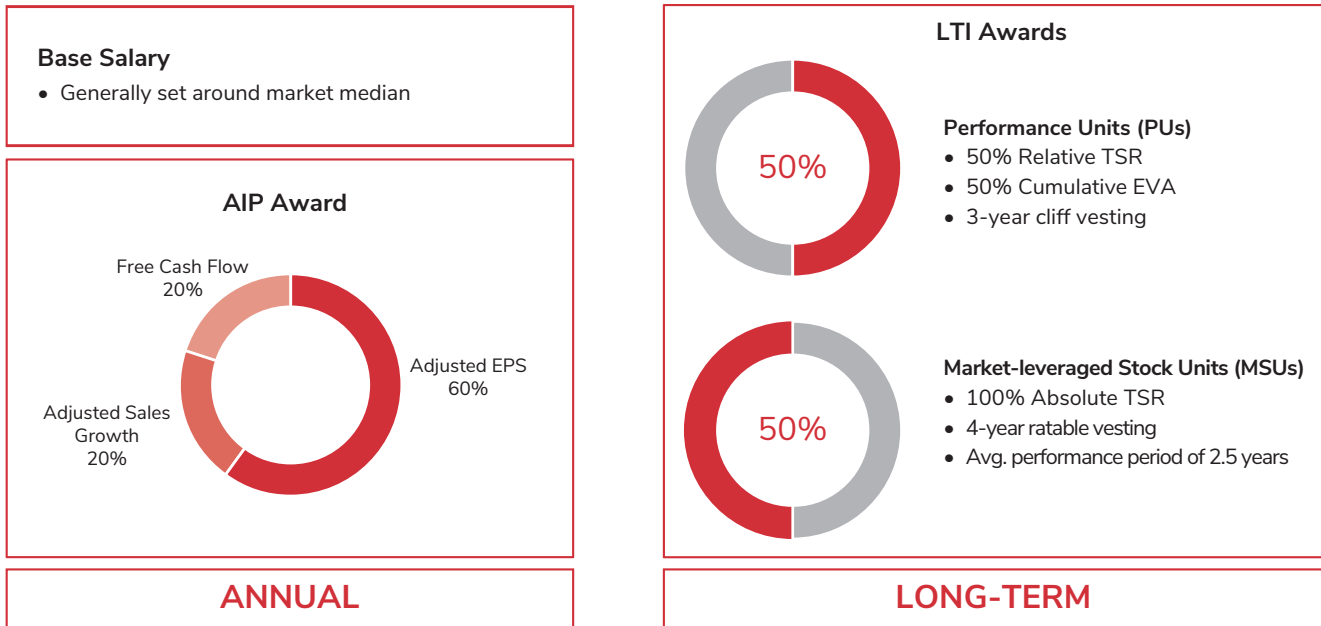 Base Salary
• Generally set around market median
AIP Award
Free Cash Flow
20%
Adjusted EPS
60%
Adjusted Sales
Growth
20%
ANNUAL
LTI Awards
50%
Performance Units (PUs)
• 50% Relative TSR
• 50% Cumulative EVA
• 3-year cliff vesting
50%
Market-leveraged Stock Units (MSUs)
• 100% Absolute TSR
• 4-year ratable vesting
• Avg. performance period of 2.5 years
LONG-TERM